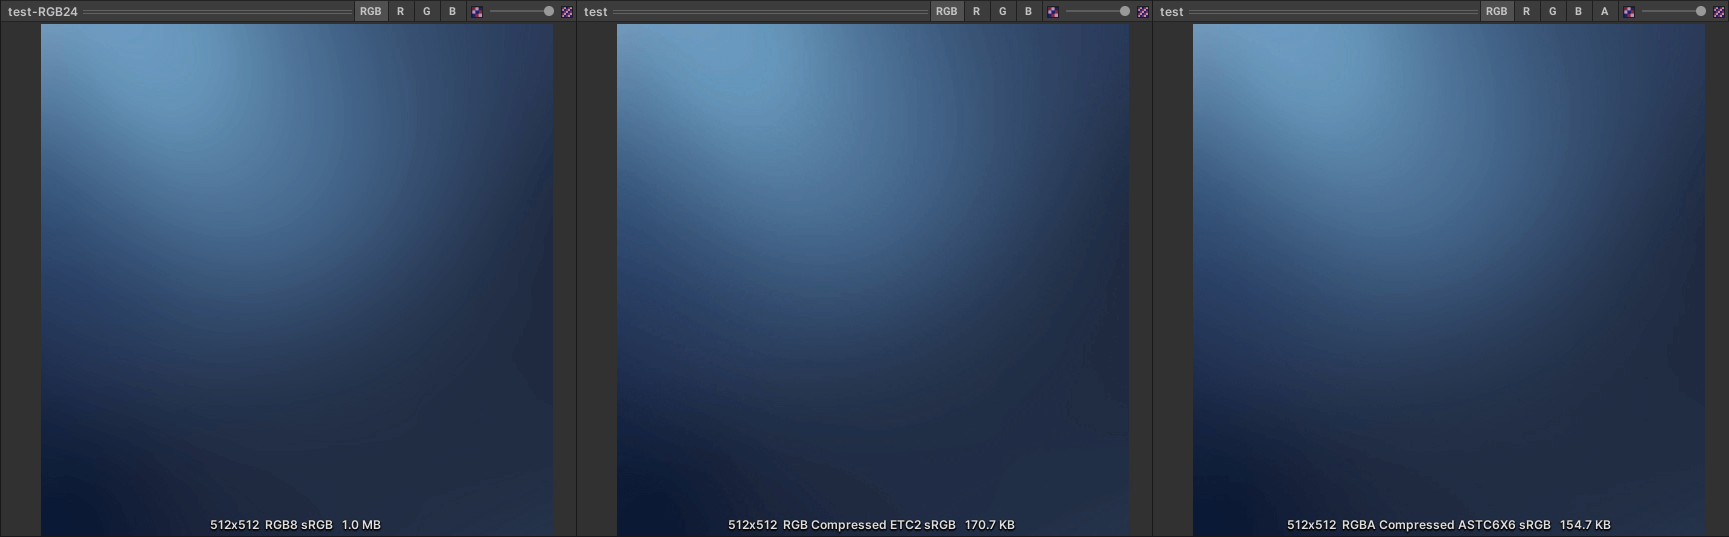 test-RGB24 RGB R G B
test RGB R G B
test RGB R G B A
512x512 RGB8 sRGB 1.0 MB
512x512 RGB Compressed ETC2 sRGB 170.7 KB
512x512 RGBA Compressed ASTC6X6 sRGB 154.7 KB